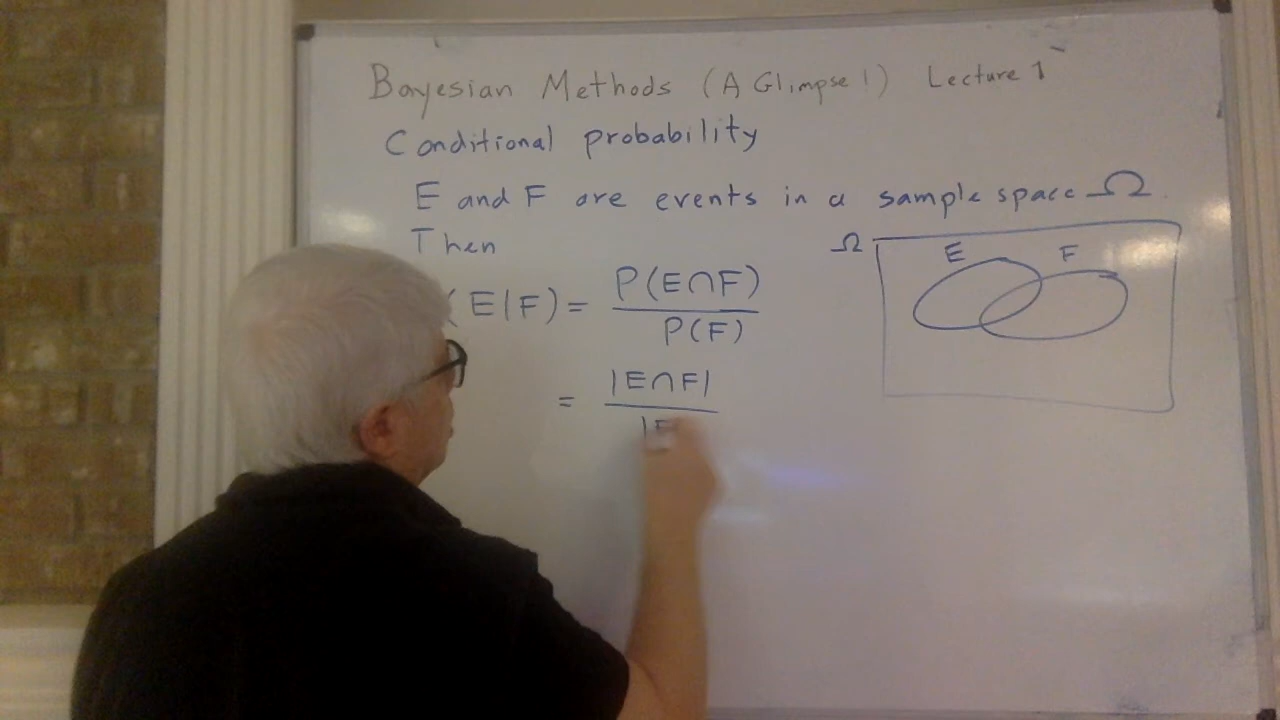 Bayesian Methods (A Glimpse!) Lecture 1
Conditional probability
E and F are events in a sample space Ω.
Then
(E|F) = P(E∩F) / P(F)
= |E∩F| / |F
Ω
E F